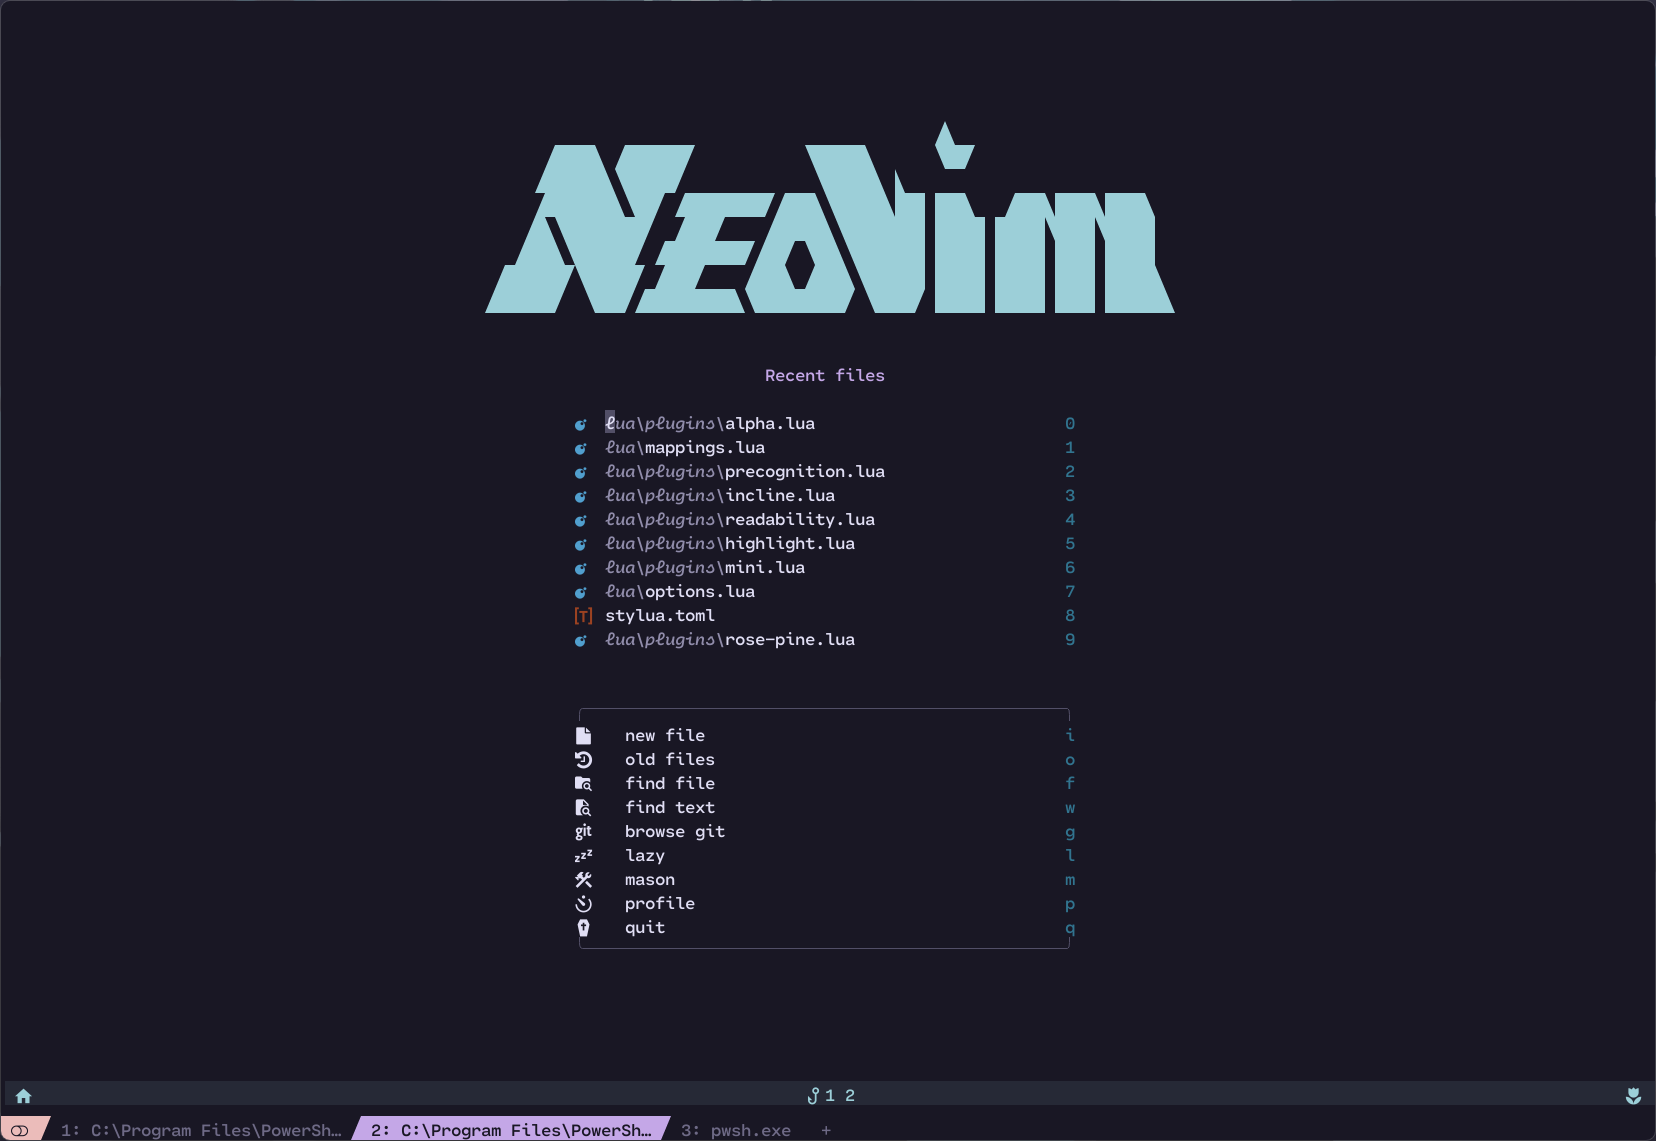 Neovim
Recent files
lua\plugins\alpha.lua 0
lua\mappings.lua 1
lua\plugins\precognition.lua 2
lua\plugins\incline.lua 3
lua\plugins\readability.lua 4
lua\plugins\highlight.lua 5
lua\plugins\mini.lua 6
lua\options.lua 7
[T] stylua.toml 8
lua\plugins\rose-pine.lua 9
new file i
old files o
find file f
find text w
git browse git g
zzz lazy l
mason m
profile p
quit q
1 2
1: C:\Program Files\PowerSh… 2: C:\Program Files\PowerSh… 3: pwsh.exe +